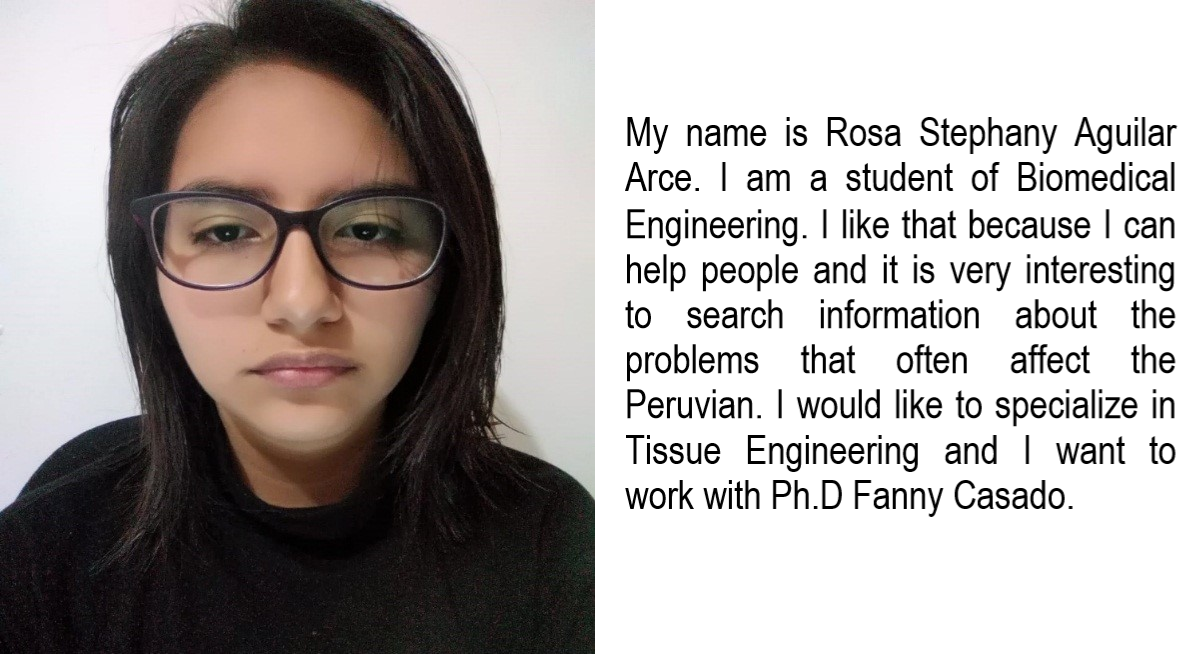 My name is Rosa Stephany Aguilar
Arce. I am a student of Biomedical
Engineering. I like that because I can
help people and it is very interesting
to search information about the
problems that often affect the
Peruvian. I would like to specialize in
Tissue Engineering and I want to
work with Ph.D Fanny Casado.